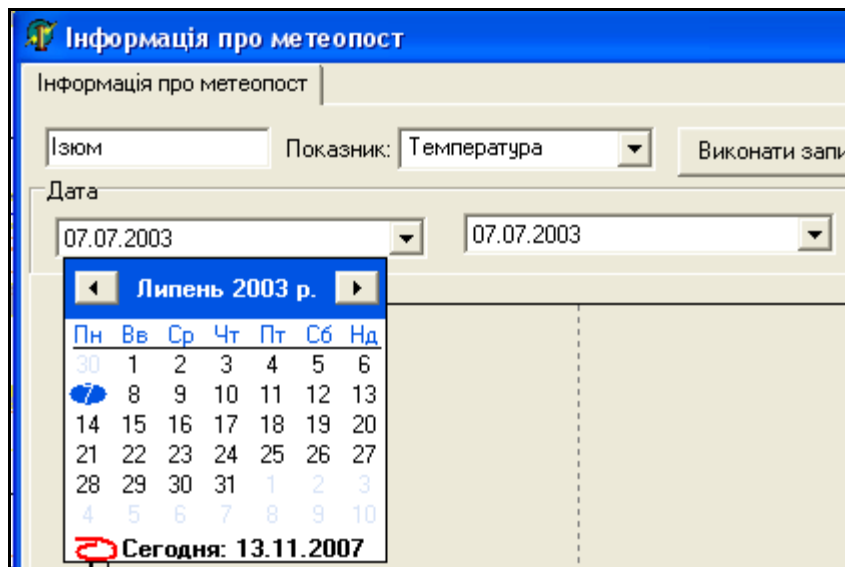 Інформація про метеопост
Інформація про метеопост
Ізюм Показник: Температура Виконати запи
Дата
07.07.2003 07.07.2003
Липень 2003 р.
Пн Вв Ср Чт Пт Сб Нд
30 1 2 3 4 5 6
7 8 9 10 11 12 13
14 15 16 17 18 19 20
21 22 23 24 25 26 27
28 29 30 31 1 2 3
4 5 6 7 8 9 10
Сегодня: 13.11.2007